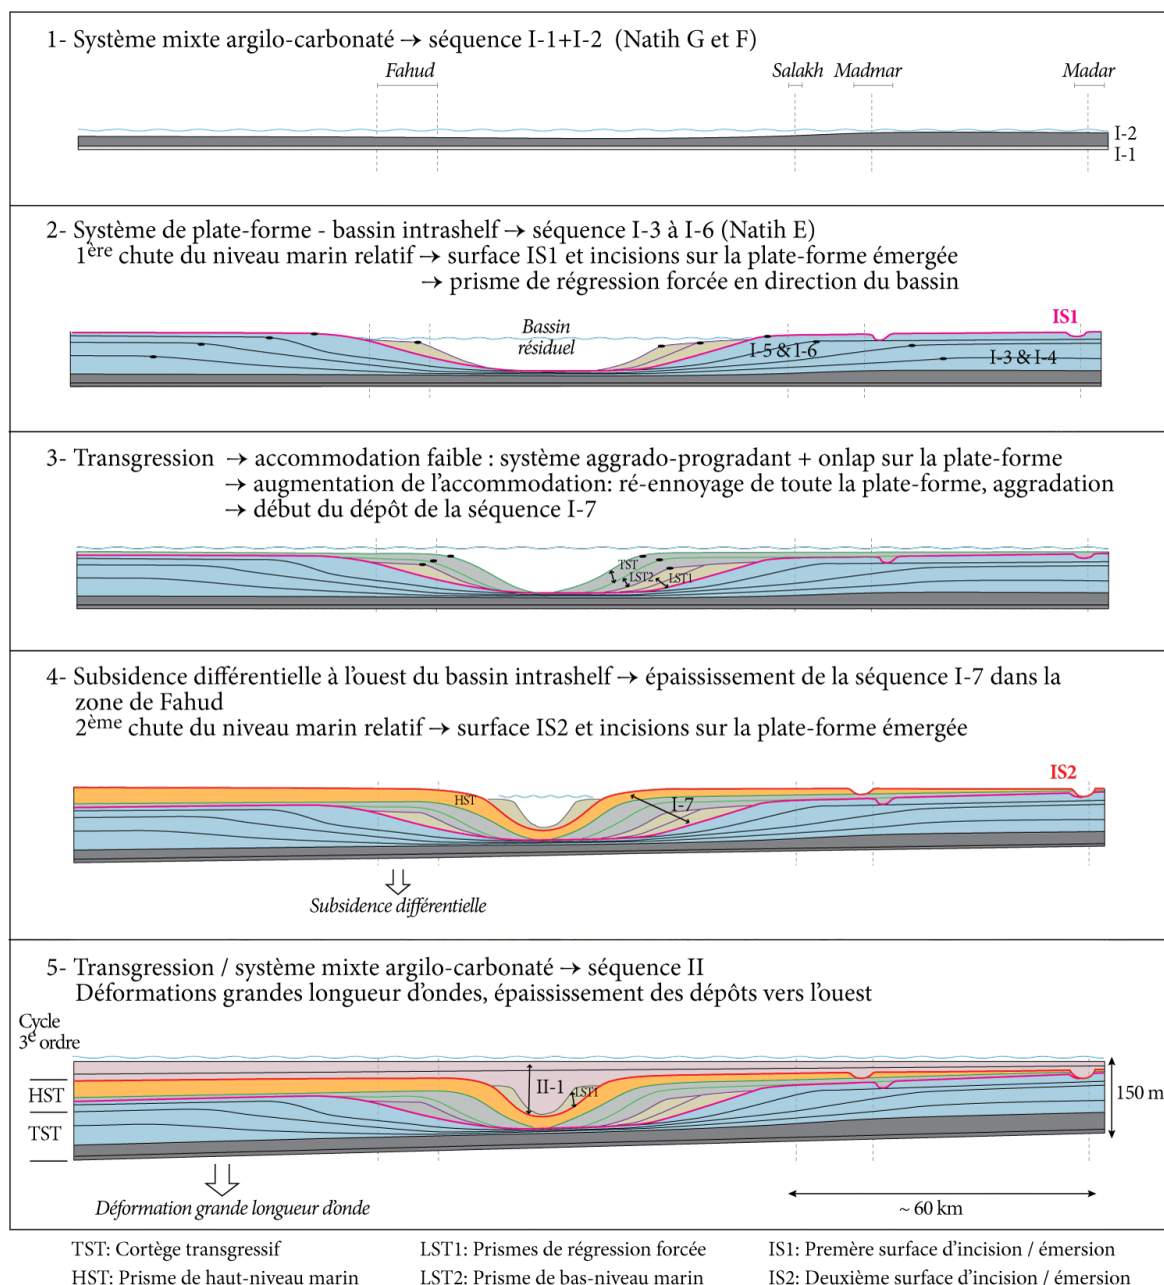 1- Système mixte argilo-carbonaté → séquence I-1+I-2 (Natih G et F)
Fahud
Salakh Madmar
Madar
I-2
I-1
2- Système de plate-forme - bassin intrashelf → séquence I-3 à I-6 (Natih E)
1ère chute du niveau marin relatif → surface IS1 et incisions sur la plate-forme émergée
→ prisme de régression forcée en direction du bassin
IS1
Bassin
résiduel
I-5 & I-6
I-3 & I-4
3- Transgression → accommodation faible : système aggrado-progradant + onlap sur la plate-forme
→ augmentation de l'accommodation: ré-ennoyage de toute la plate-forme, aggradation
→ début du dépôt de la séquence I-7
TST
LST2
LST1
4- Subsidence différentielle à l'ouest du bassin intrashelf → épaississement de la séquence I-7 dans la
zone de Fahud
2ème chute du niveau marin relatif → surface IS2 et incisions sur la plate-forme émergée
IS2
HST
I-7
Subsidence différentielle
5- Transgression / système mixte argilo-carbonaté → séquence II
Déformations grandes longueur d'ondes, épaississement des dépôts vers l'ouest
Cycle
3e ordre
HST
TST
II-1
LST1
150 m
Déformation grande longueur d'onde
~ 60 km
TST: Cortège transgressif
LST1: Prismes de régression forcée
IS1: Premère surface d'incision / émersion
HST: Prisme de haut-niveau marin
LST2: Prisme de bas-niveau marin
IS2: Deuxième surface d'incision / émersion